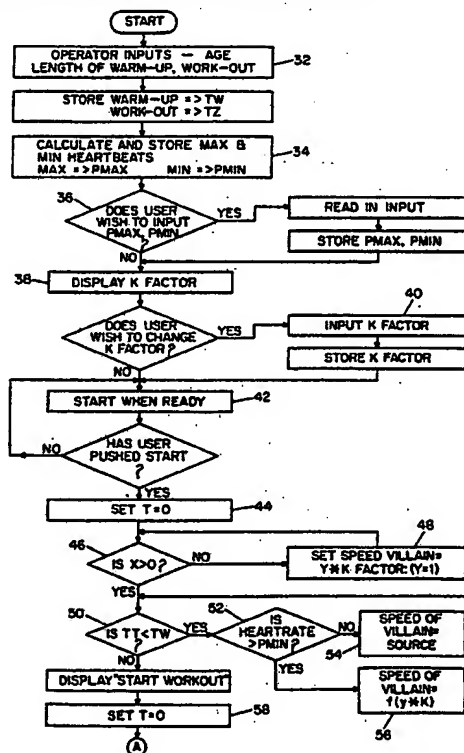 START
OPERATOR INPUTS — AGE
LENGTH OF WARM-UP, WORK-OUT
32
STORE WARM-UP =>TW
WORK-OUT =>TZ
CALCULATE AND STORE MAX &
MIN HEARTBEATS
MAX =>PMAX MIN =>PMIN
34
36
DOES USER
WISH TO INPUT
PMAX, PMIN
?
YES
READ IN INPUT
STORE PMAX, PMIN
NO
38
DISPLAY K FACTOR
40
DOES USER
WISH TO CHANGE
K FACTOR?
YES
INPUT K FACTOR
STORE K FACTOR
NO
START WHEN READY
42
NO
HAS USER
PUSHED START
?
YES
SET T=0
44
46
IS X>0?
NO
48
SET SPEED VILLAIN=
Y*K FACTOR:(Y=1)
YES
50
IS TT<TW
?
YES
52
IS
HEARTRATE
>PMIN?
NO
54
SPEED OF
VILLAIN=
SOURCE
NO
YES
DISPLAY "START WORKOUT"
SPEED OF
VILLAIN=
f(y*K)
56
SET T=0
58
A